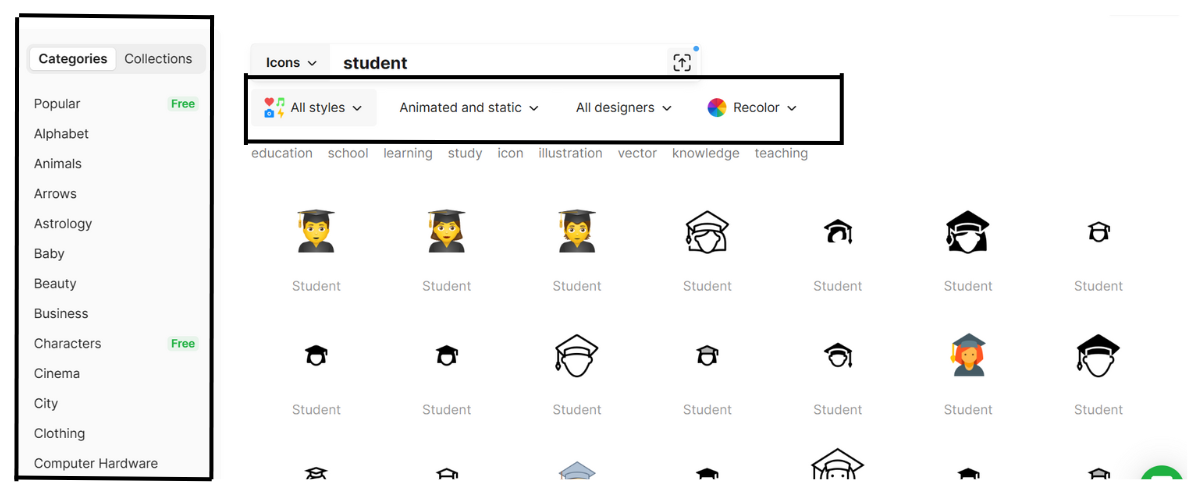 Categories Collections
Popular Free
Alphabet
Animals
Arrows
Astrology
Baby
Beauty
Business
Characters Free
Cinema
City
Clothing
Computer Hardware
Icons student
All styles Animated and static All designers Recolor
education school learning study icon illustration vector knowledge teaching
Student Student Student Student Student Student Student
Student Student Student Student Student Student Student